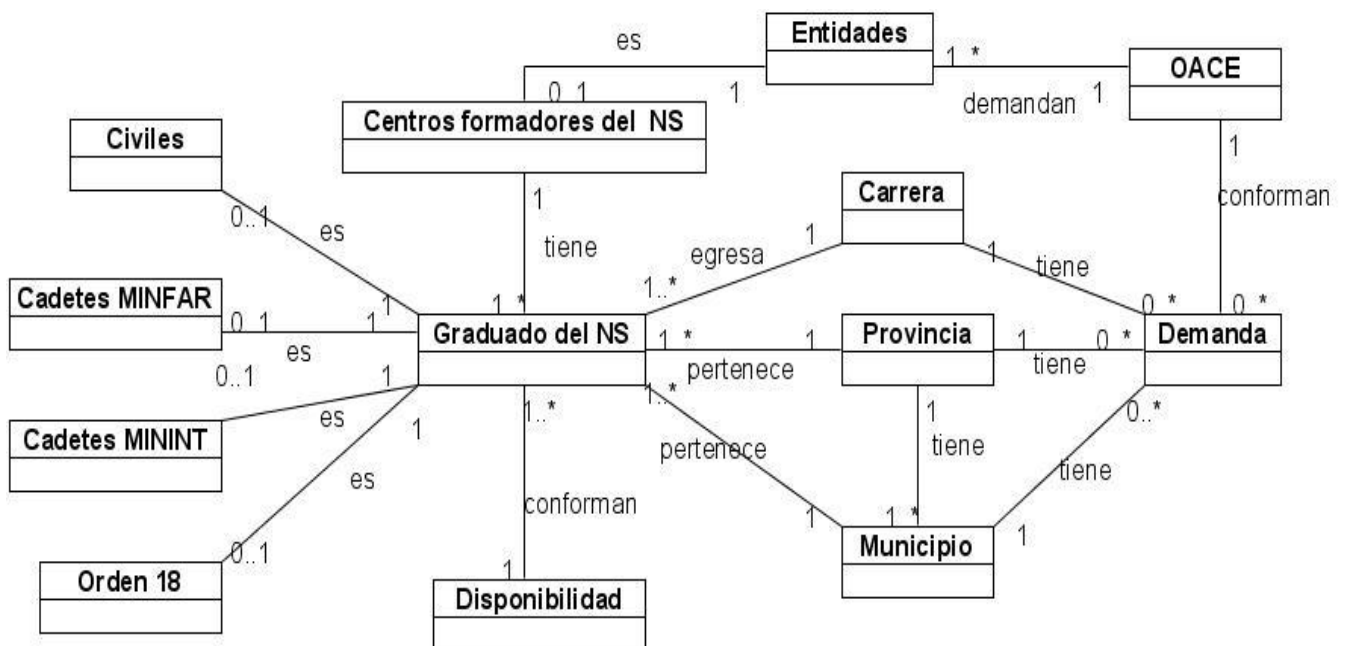 Entidades
es
1 *
OACE
0 1
1
demandan
1
Centros formadores del NS
Civiles
1
1
Carrera
conforman
0..1
es
tiene
egresa
1
1
tiene
Cadetes MINFAR
1..*
1 *
1
0 *
0 *
0 1
1
Graduado del NS
1 *
1
Provincia
1
0 *
Demanda
es
pertenece
tiene
0..1
1
1..*
1..*
1
0..*
Cadetes MININT
es
1
pertenece
tiene
tiene
es
conforman
1
1 *
1
0..1
Municipio
Orden 18
1
Disponibilidad